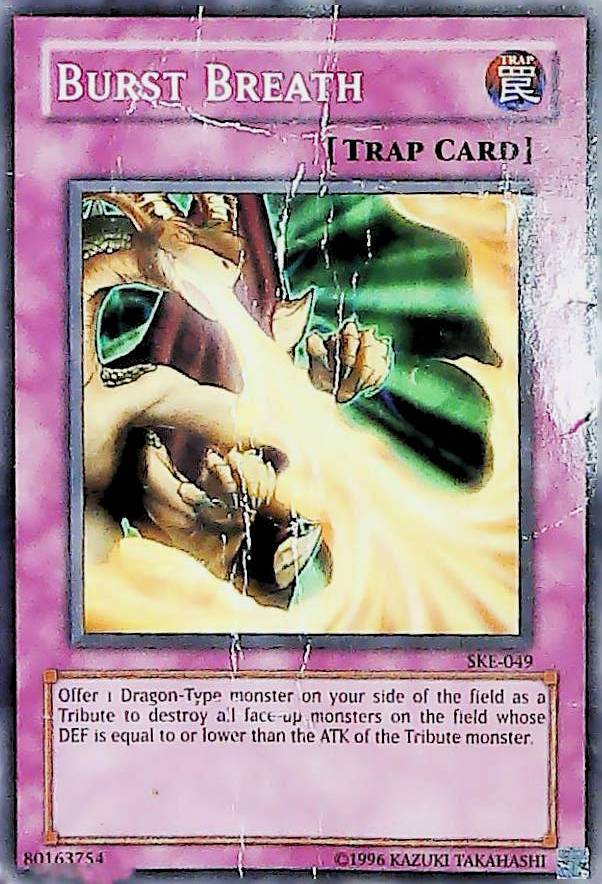 BURST BREATH
TRAP
罠
[TRAP CARD]
SKE-049
Offer 1 Dragon-Type monster on your side of the field as a
Tribute to destroy all face-up monsters on the field whose
DEF is equal to or lower than the ATK of the Tribute monster.
80163754
©1996 KAZUKI TAKAHASHI